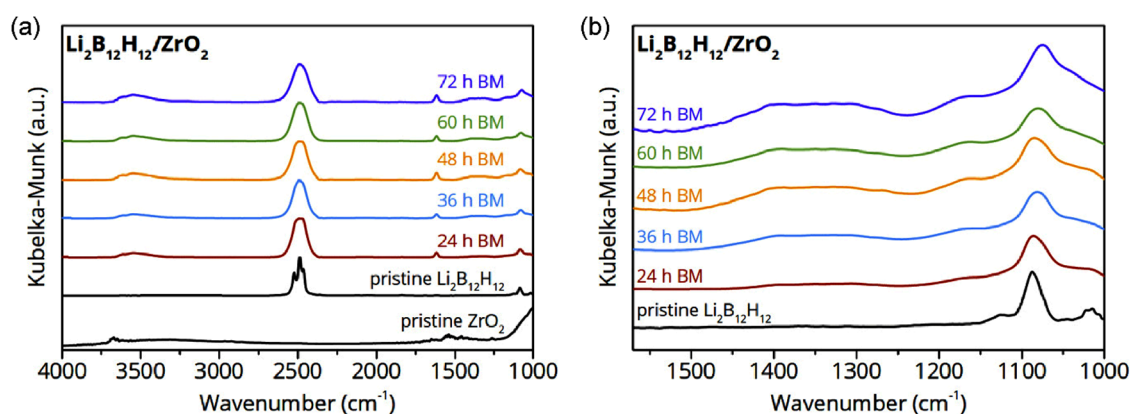 (a)
Li₂B₁₂H₁₂/ZrO₂
72 h BM
60 h BM
48 h BM
36 h BM
24 h BM
pristine Li₂B₁₂H₁₂
pristine ZrO₂
Kubelka-Munk (a.u.)
4000 3500 3000 2500 2000 1500 1000
Wavenumber (cm⁻¹)
(b)
Li₂B₁₂H₁₂/ZrO₂
72 h BM
60 h BM
48 h BM
36 h BM
24 h BM
pristine Li₂B₁₂H₁₂
Kubelka-Munk (a.u.)
1500 1400 1300 1200 1100 1000
Wavenumber (cm⁻¹)